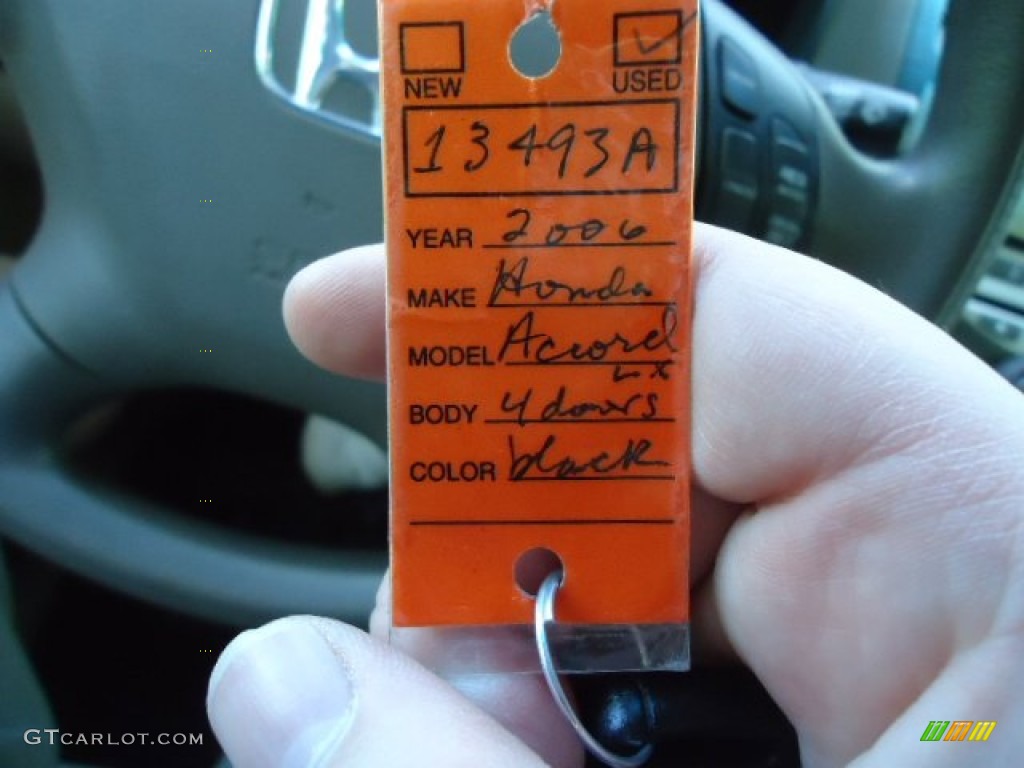 NEW USED
13493A
YEAR 2006
MAKE Honda
MODEL Accord
LX
BODY 4 doors
COLOR black
GTCARLOT.COM